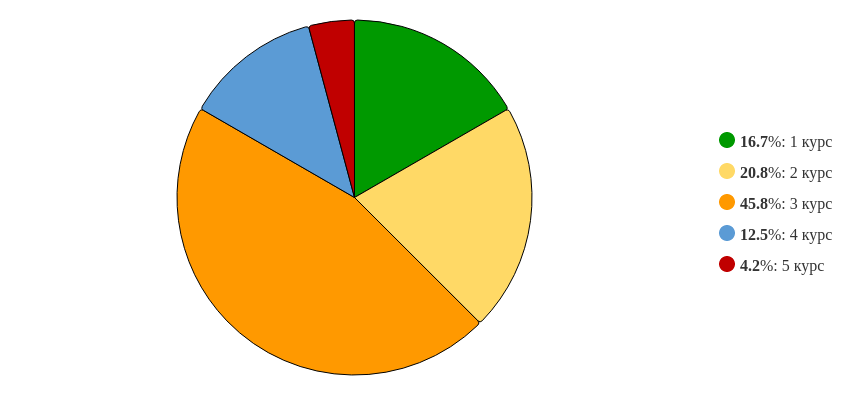 16.7%: 1 курс
20.8%: 2 курс
45.8%: 3 курс
12.5%: 4 курс
4.2%: 5 курс